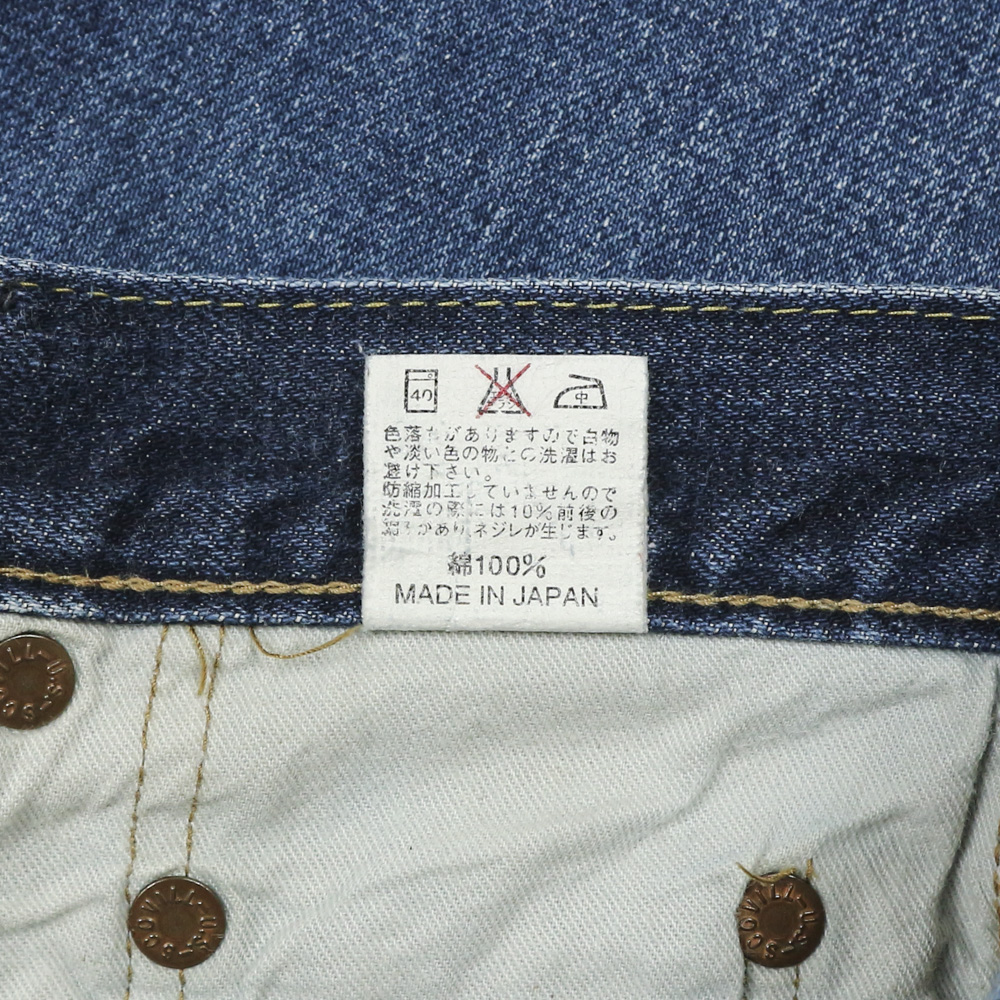 40
中
色落ちがありますので白物
や淡い色の物との洗濯はお
避け下さい。
防縮加工していませんので
洗濯の際には10%前後の
縮みがありネジレが生じます。
綿100%
MADE IN JAPAN
SCOVILL-U
SCOVILL-U·S
SCOVILL-U·S